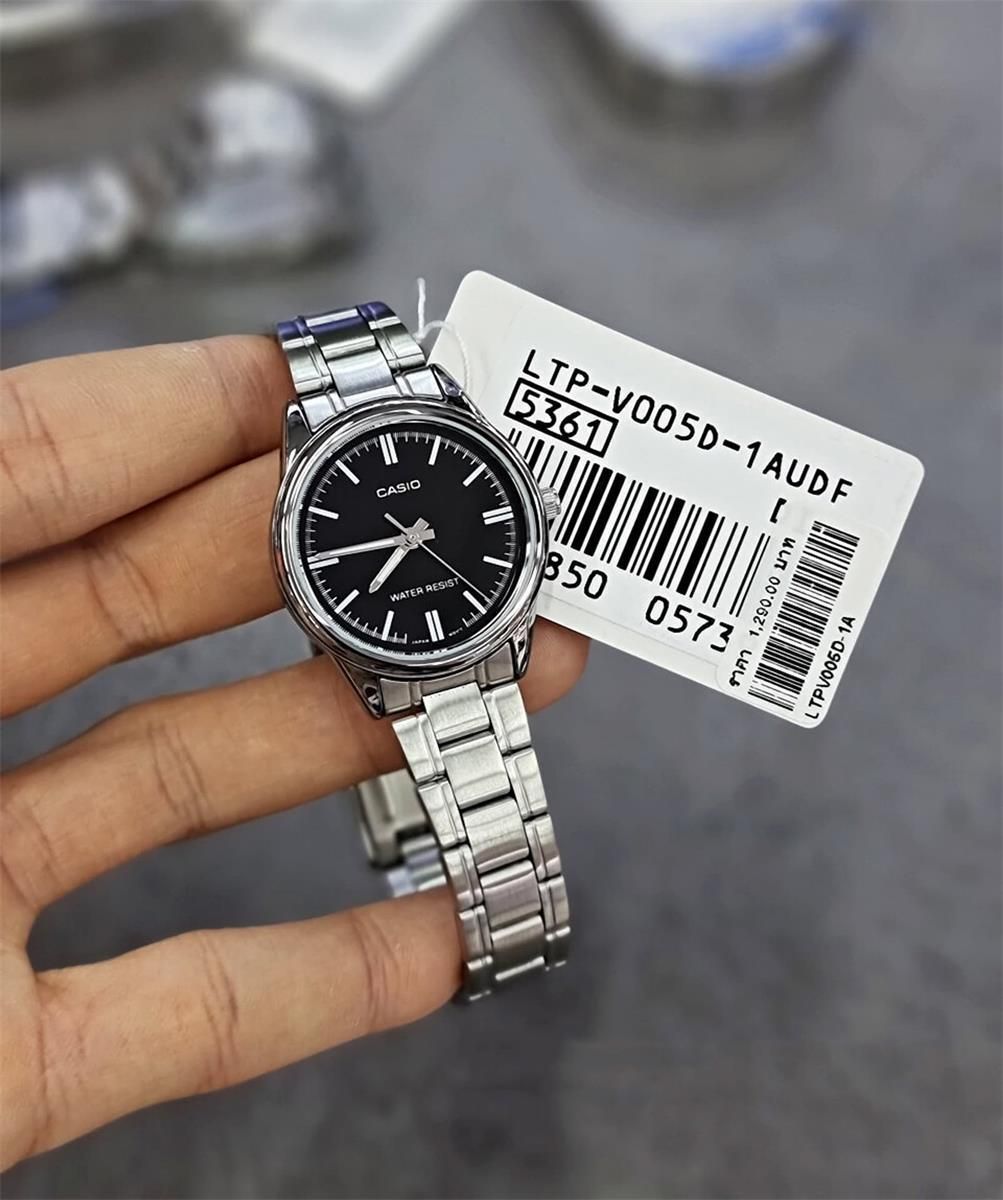 CASIO
WATER RESIST
JAPAN MOVT
LTP-V005D-1AUDF
5361
850 0573
ราคา 1,290.00 บาท
LTPV005D-1A